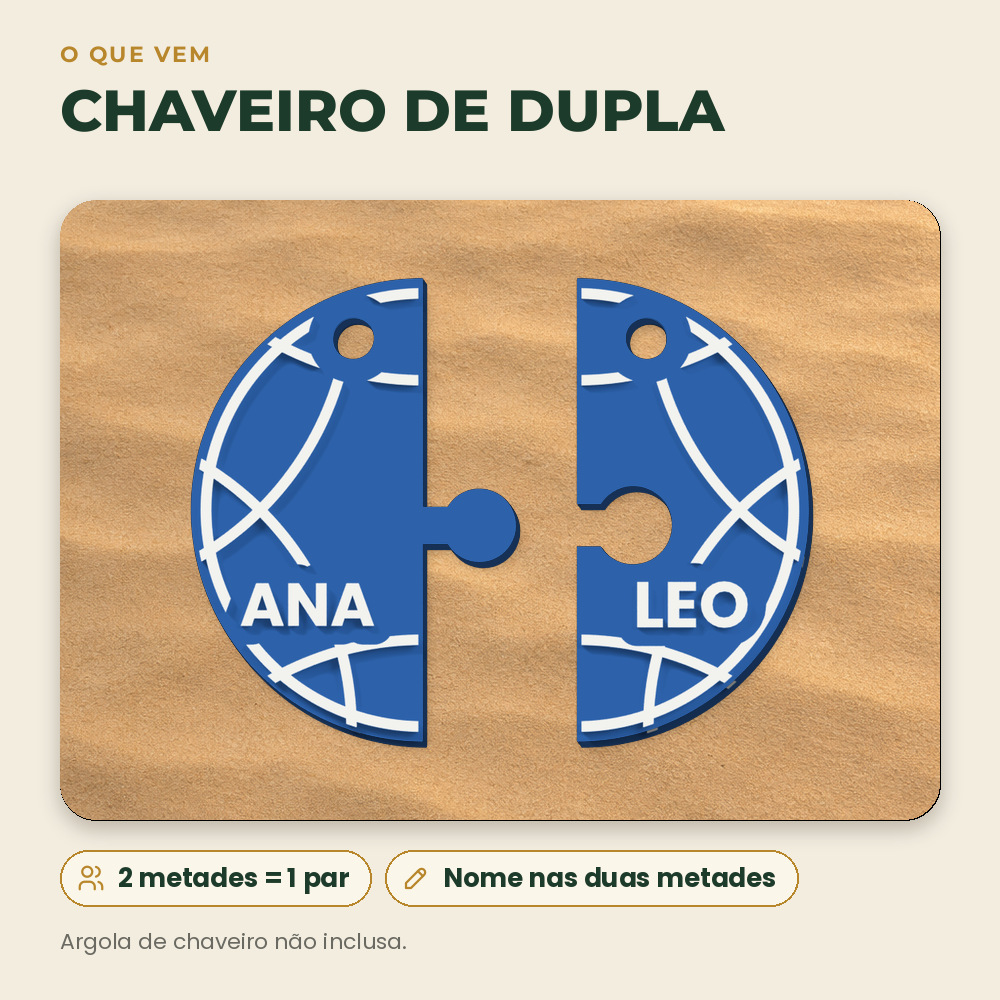 O QUE VEM
CHAVEIRO DE DUPLA
ANA
LEO
2 metades = 1 par
Nome nas duas metades
Argola de chaveiro não inclusa.